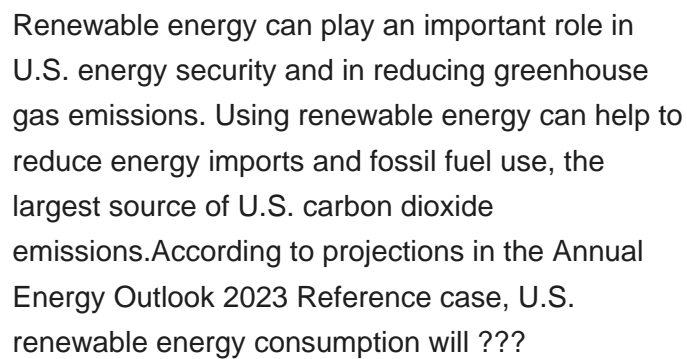 Renewable energy can play an important role in
U.S. energy security and in reducing greenhouse
gas emissions. Using renewable energy can help to
reduce energy imports and fossil fuel use, the
largest source of U.S. carbon dioxide
emissions.According to projections in the Annual
Energy Outlook 2023 Reference case, U.S.
renewable energy consumption will ???